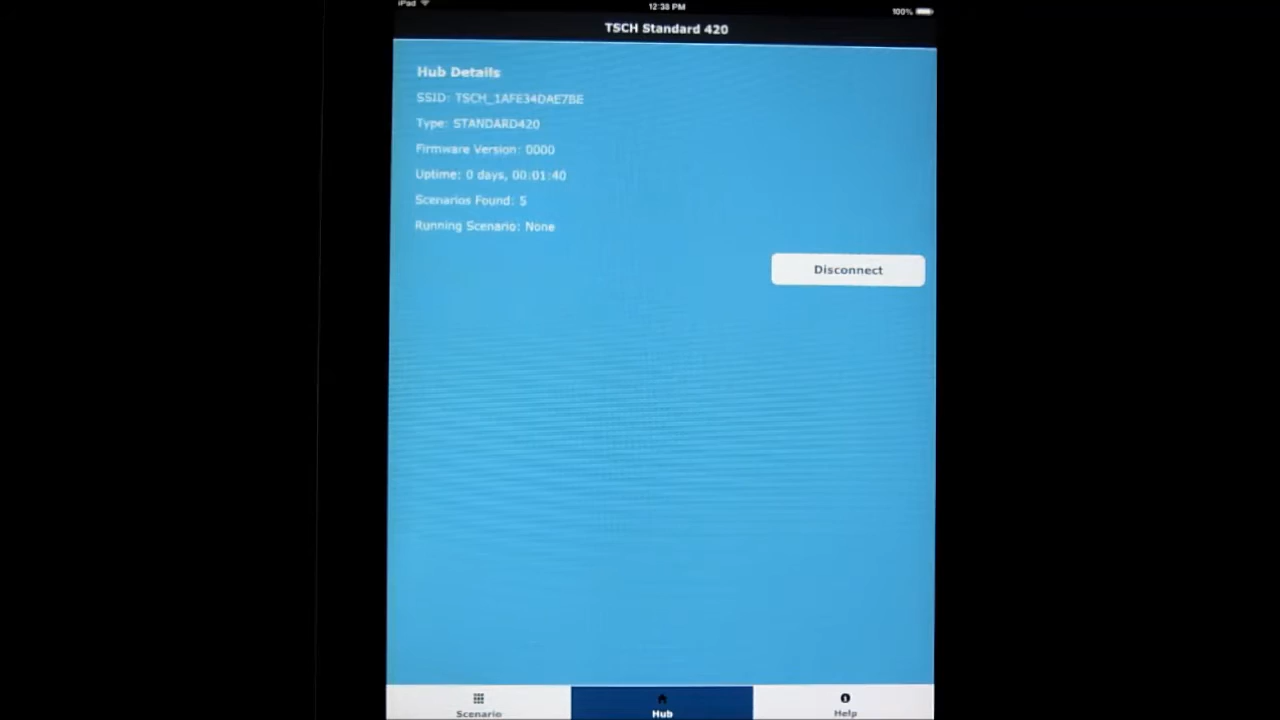 iPad 12:38 PM 100%
TSCH Standard 420
Hub Details
SSID: TSCH_1AFE34DAE7BE
Type: STANDARD420
Firmware Version: 0000
Uptime: 0 days, 00:01:40
Scenarios Found: 5
Running Scenario: None
Disconnect
Scenario Hub Help